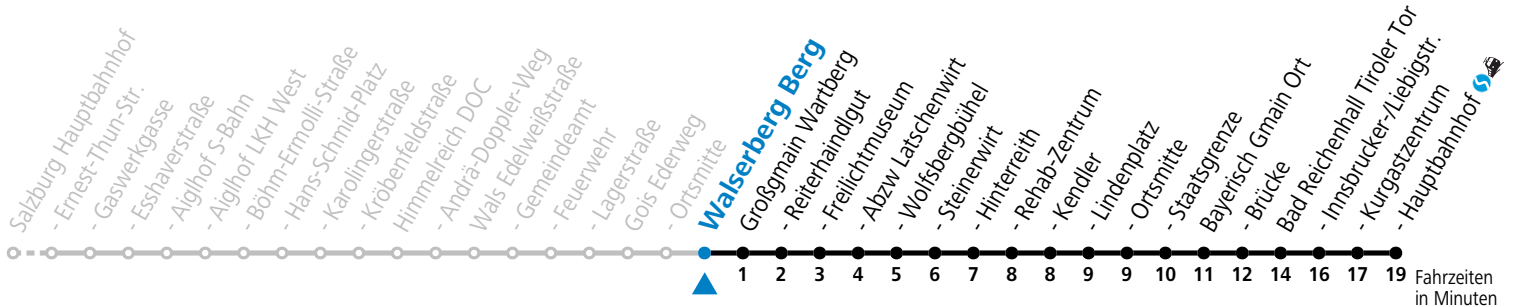 Salzburg Hauptbahnhof
- Ernest-Thun-Str.
- Gaswerkgasse
- Esshaverstraße
- Aiglhof S-Bahn
- Aiglhof LKH West
- Böhm-Ermolli-Straße
- Hans-Schmid-Platz
- Karolingerstraße
- Kröbenfeldstraße
Himmelreich DOC
- Andrä-Doppler-Weg
Wals Edelweißstraße
- Gemeindeamt
- Feuerwehr
- Lagerstraße
Gois Ederweg
- Ortsmitte
Walserberg Berg
Großgmain Wartberg
- Reiterhaindlgut
- Freilichtmuseum
- Abzw Latschenwirt
- Wolfsbergbühel
- Steinerwirt
- Hinterreith
- Rehab-Zentrum
- Kendler
- Lindenplatz
- Ortsmitte
- Staatsgrenze
Bayerisch Gmain Ort
- Brücke
Bad Reichenhall Tiroler Tor
- Innsbrucker-/Liebigstr.
- Kurgastzentrum
- Hauptbahnhof
1 2 3 4 5 6 7 8 8 9 9 10 11 12 14 16 17 19 Fahrzeiten
in Minuten